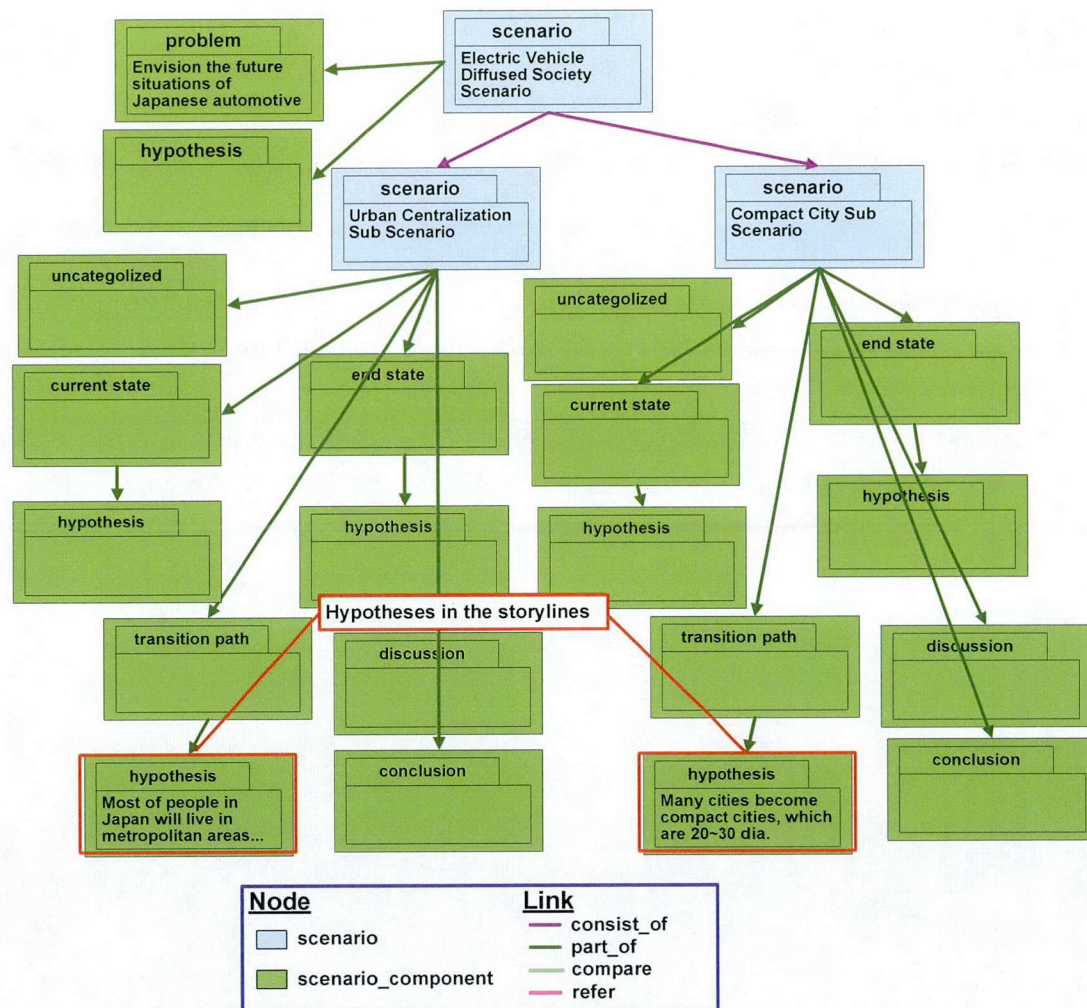 problem
Envision the future
situations of
Japanese automotive
scenario
Electric Vehicle
Diffused Society
Scenario
hypothesis
scenario
Urban Centralization
Sub Scenario
scenario
Compact City Sub
Scenario
uncategolized
uncategolized
end state
current state
end state
current state
hypothesis
hypothesis
hypothesis
hypothesis
Hypotheses in the storylines
transition path
discussion
transition path
discussion
hypothesis
Most of people in
Japan will live in
metropolitan areas...
conclusion
hypothesis
Many cities become
compact cities, which
are 20~30 dia.
conclusion
Node
scenario
scenario_component
Link
consist_of
part_of
compare
refer